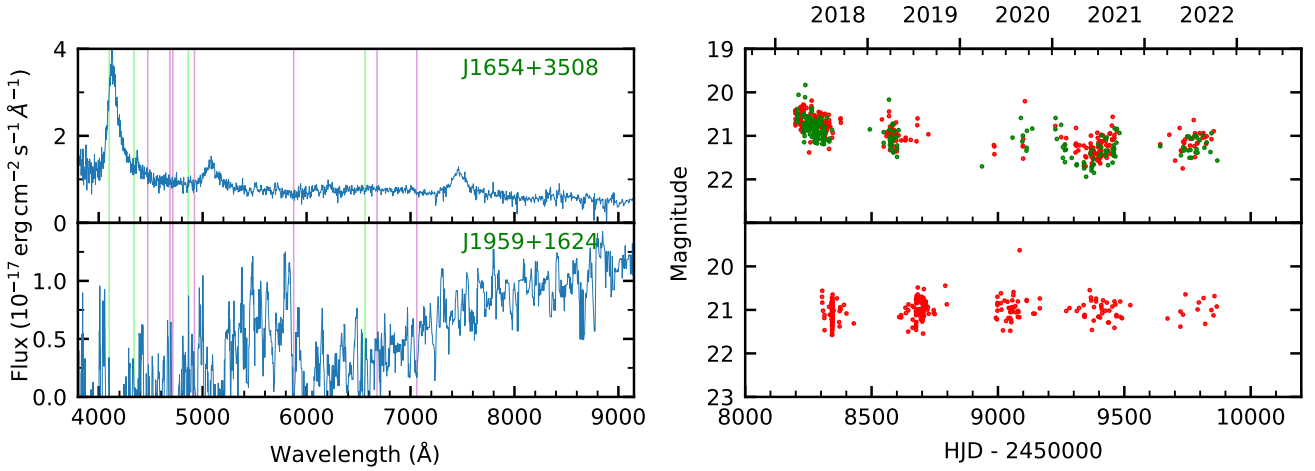 2018 2019 2020 2021 2022
4
2
0
J1654+3508
19
20
21
22
0
1.0
0.5
0.0
J1959+1624
20
21
22
23
Flux (10⁻¹⁷ erg cm⁻² s⁻¹ Å⁻¹)
Magnitude
4000 5000 6000 7000 8000 9000
8000 8500 9000 9500 10000
Wavelength (Å)
HJD - 2450000